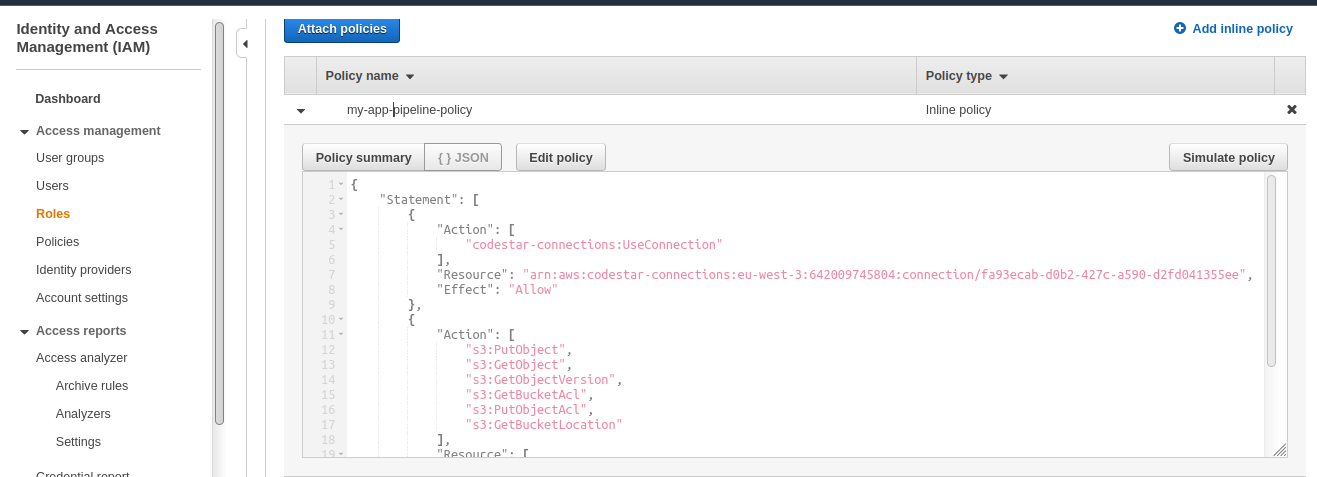 Identity and Access
Management (IAM)
Dashboard
Access management
User groups
Users
Roles
Policies
Identity providers
Account settings
Access reports
Access analyzer
Archive rules
Analyzers
Settings
Credential report
Attach policies
Add inline policy
Policy name
Policy type
my-app-pipeline-policy
Inline policy
Policy summary
{ } JSON
Edit policy
Simulate policy
1 {
2 "Statement": [
3 {
4 "Action": [
5 "codestar-connections:UseConnection"
6 ],
7 "Resource": "arn:aws:codestar-connections:eu-west-3:642009745804:connection/fa93ecab-d0b2-427c-a590-d2fd041355ee",
8 "Effect": "Allow"
9 },
10 {
11 "Action": [
12 "s3:PutObject",
13 "s3:GetObject",
14 "s3:GetObjectVersion",
15 "s3:GetBucketAcl",
16 "s3:PutObjectAcl",
17 "s3:GetBucketLocation"
18 ],
19 "Resource": [